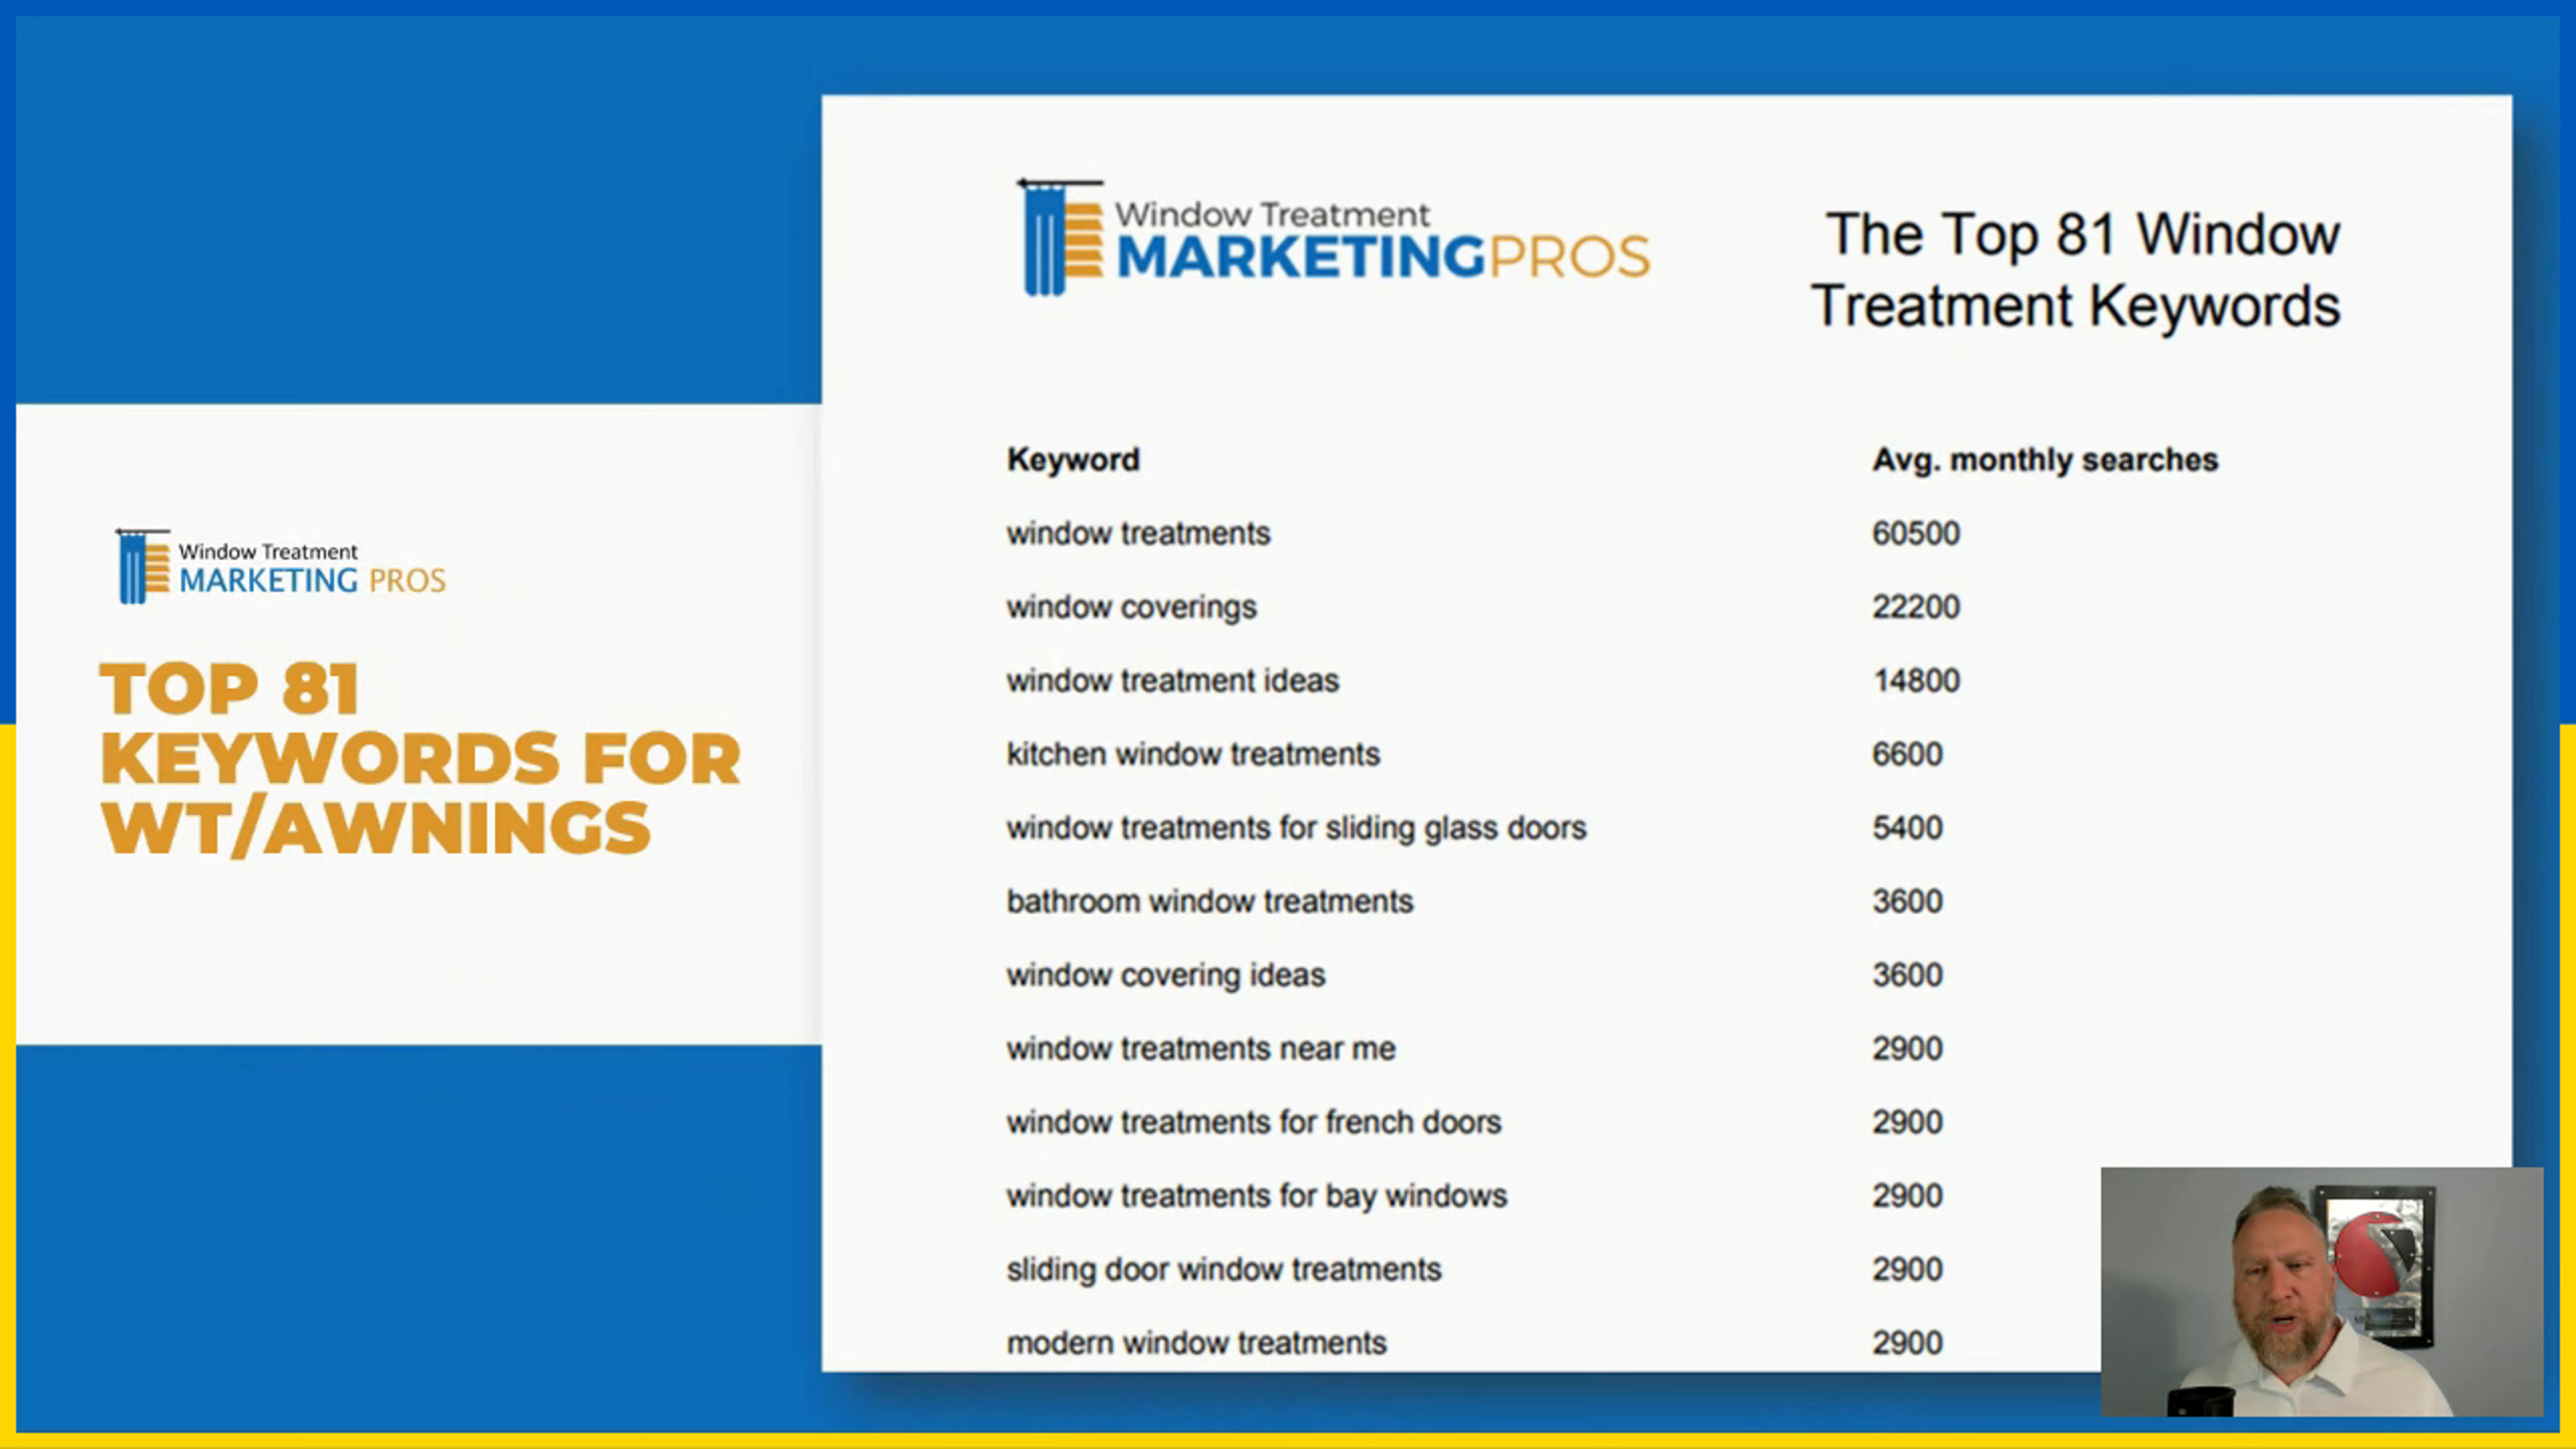 Window Treatment
MARKETING PROS
TOP 81
KEYWORDS FOR
WT/AWNINGS
Window Treatment
MARKETINGPROS
The Top 81 Window
Treatment Keywords
Keyword Avg. monthly searches
window treatments 60500
window coverings 22200
window treatment ideas 14800
kitchen window treatments 6600
window treatments for sliding glass doors 5400
bathroom window treatments 3600
window covering ideas 3600
window treatments near me 2900
window treatments for french doors 2900
window treatments for bay windows 2900
sliding door window treatments 2900
modern window treatments 2900